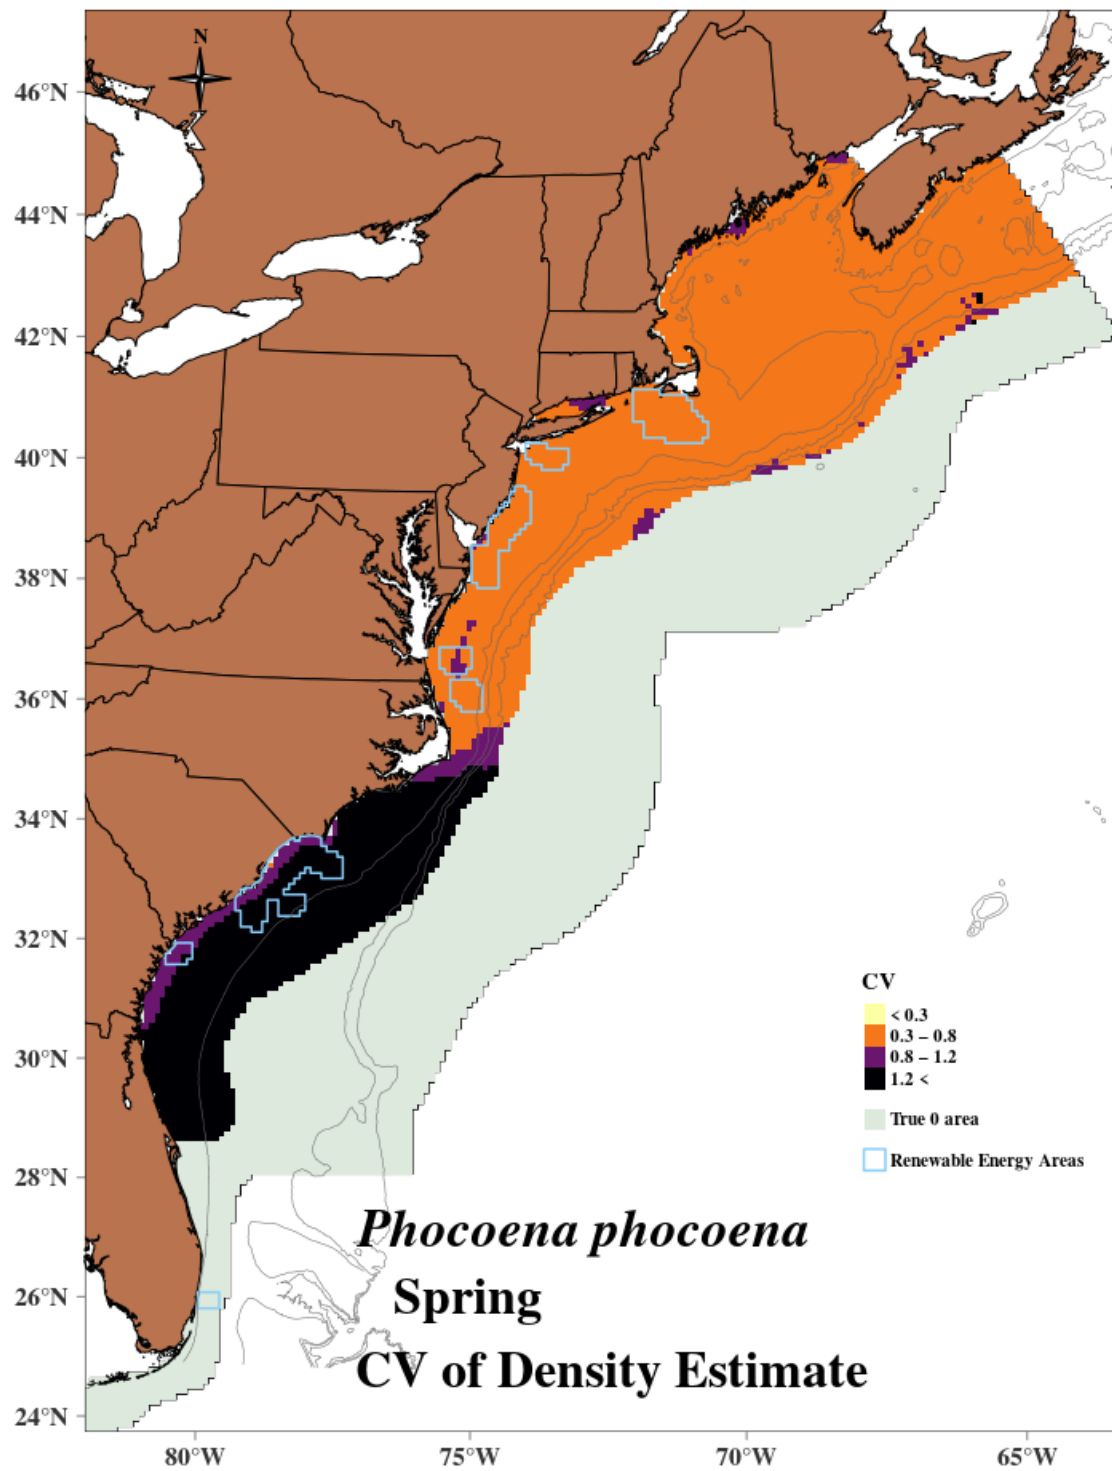 N
46°N
44°N
42°N
40°N
38°N
36°N
34°N
32°N
30°N
28°N
26°N
24°N
CV
< 0.3
0.3 – 0.8
0.8 – 1.2
1.2 <
True 0 area
Renewable Energy Areas
Phocoena phocoena
Spring
CV of Density Estimate
80°W
75°W
70°W
65°W